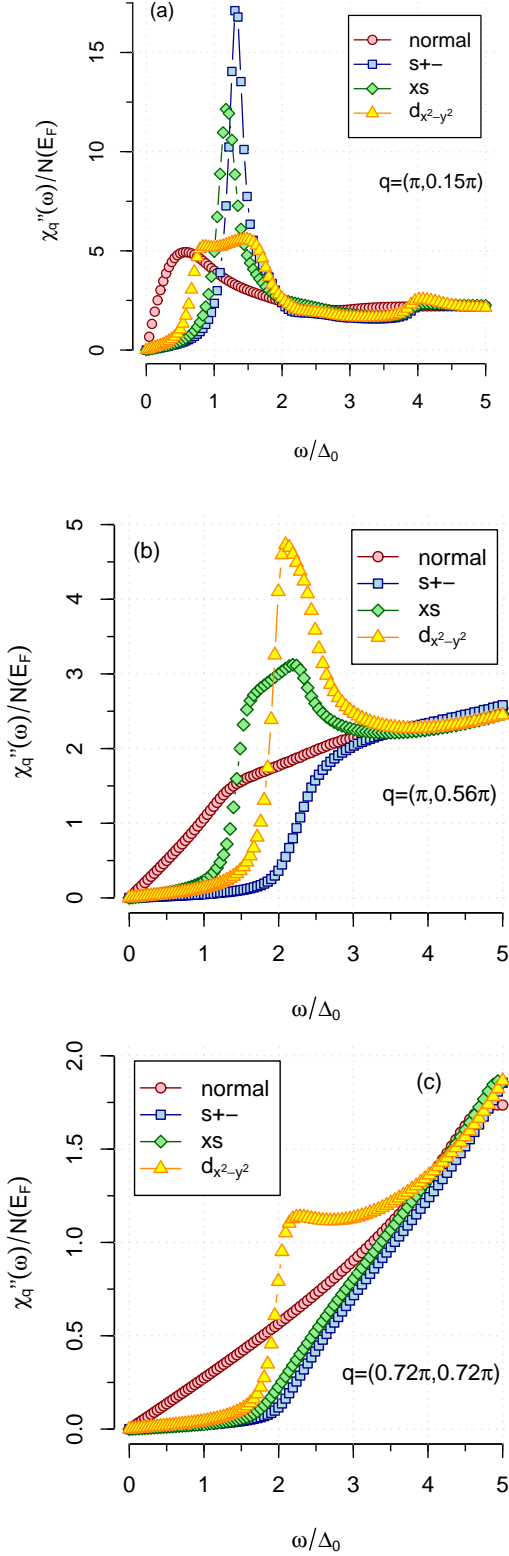 (a)
normal
s+−
xs
dx²−y²
q=(π,0.15π)
χq''(ω)/N(EF)
0
5
10
15
0 1 2 3 4 5
ω/Δ0
(b)
normal
s+−
xs
dx²−y²
q=(π,0.56π)
χq''(ω)/N(EF)
0
1
2
3
4
5
0 1 2 3 4 5
ω/Δ0
(c)
normal
s+−
xs
dx²−y²
q=(0.72π,0.72π)
χq''(ω)/N(EF)
0.0
0.5
1.0
1.5
2.0
0 1 2 3 4 5
ω/Δ0